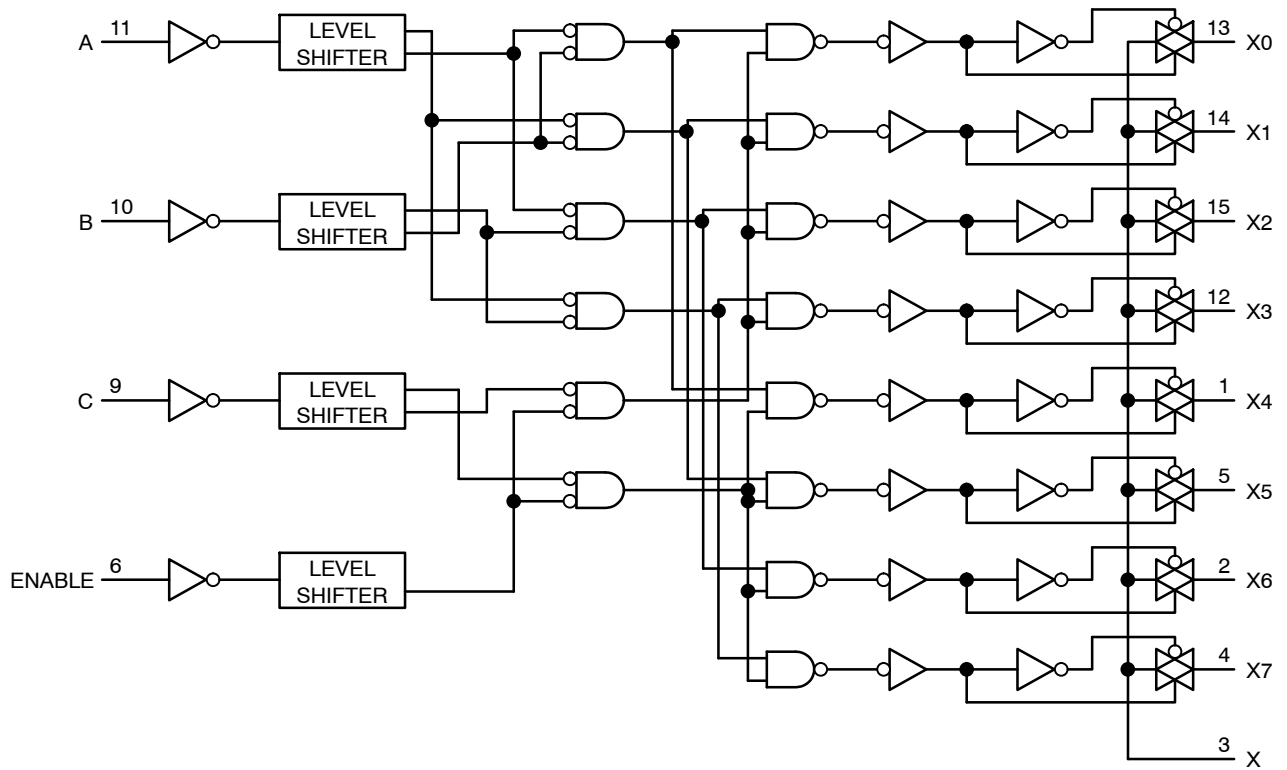 A 11 LEVEL SHIFTER 13 X0
14 X1
B 10 LEVEL SHIFTER 15 X2
12 X3
C 9 LEVEL SHIFTER 1 X4
5 X5
ENABLE 6 LEVEL SHIFTER 2 X6
4 X7
3 X